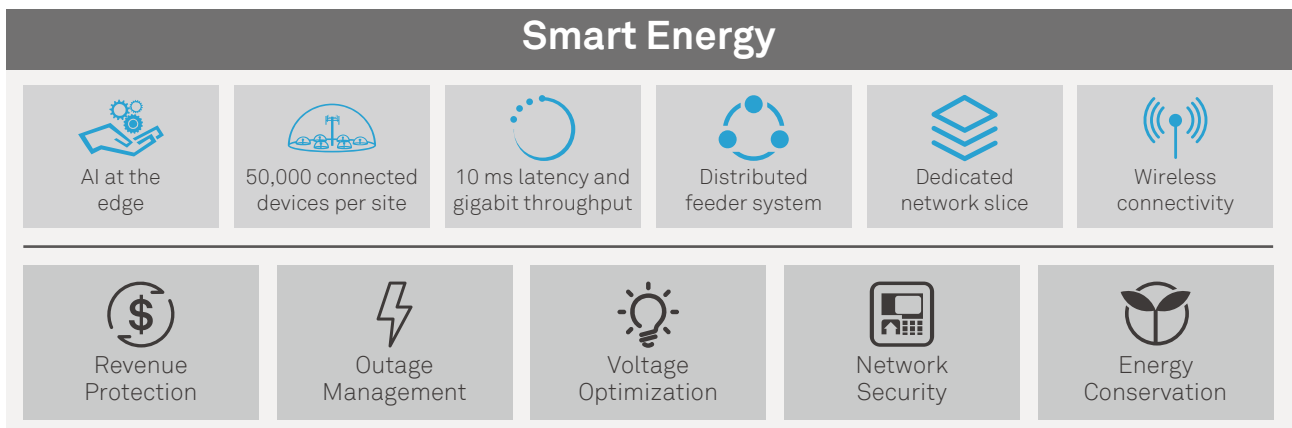 Smart Energy
AI at the
edge
50,000 connected
devices per site
10 ms latency and
gigabit throughput
Distributed
feeder system
Dedicated
network slice
Wireless
connectivity
$
Revenue
Protection
Outage
Management
Voltage
Optimization
Network
Security
Energy
Conservation